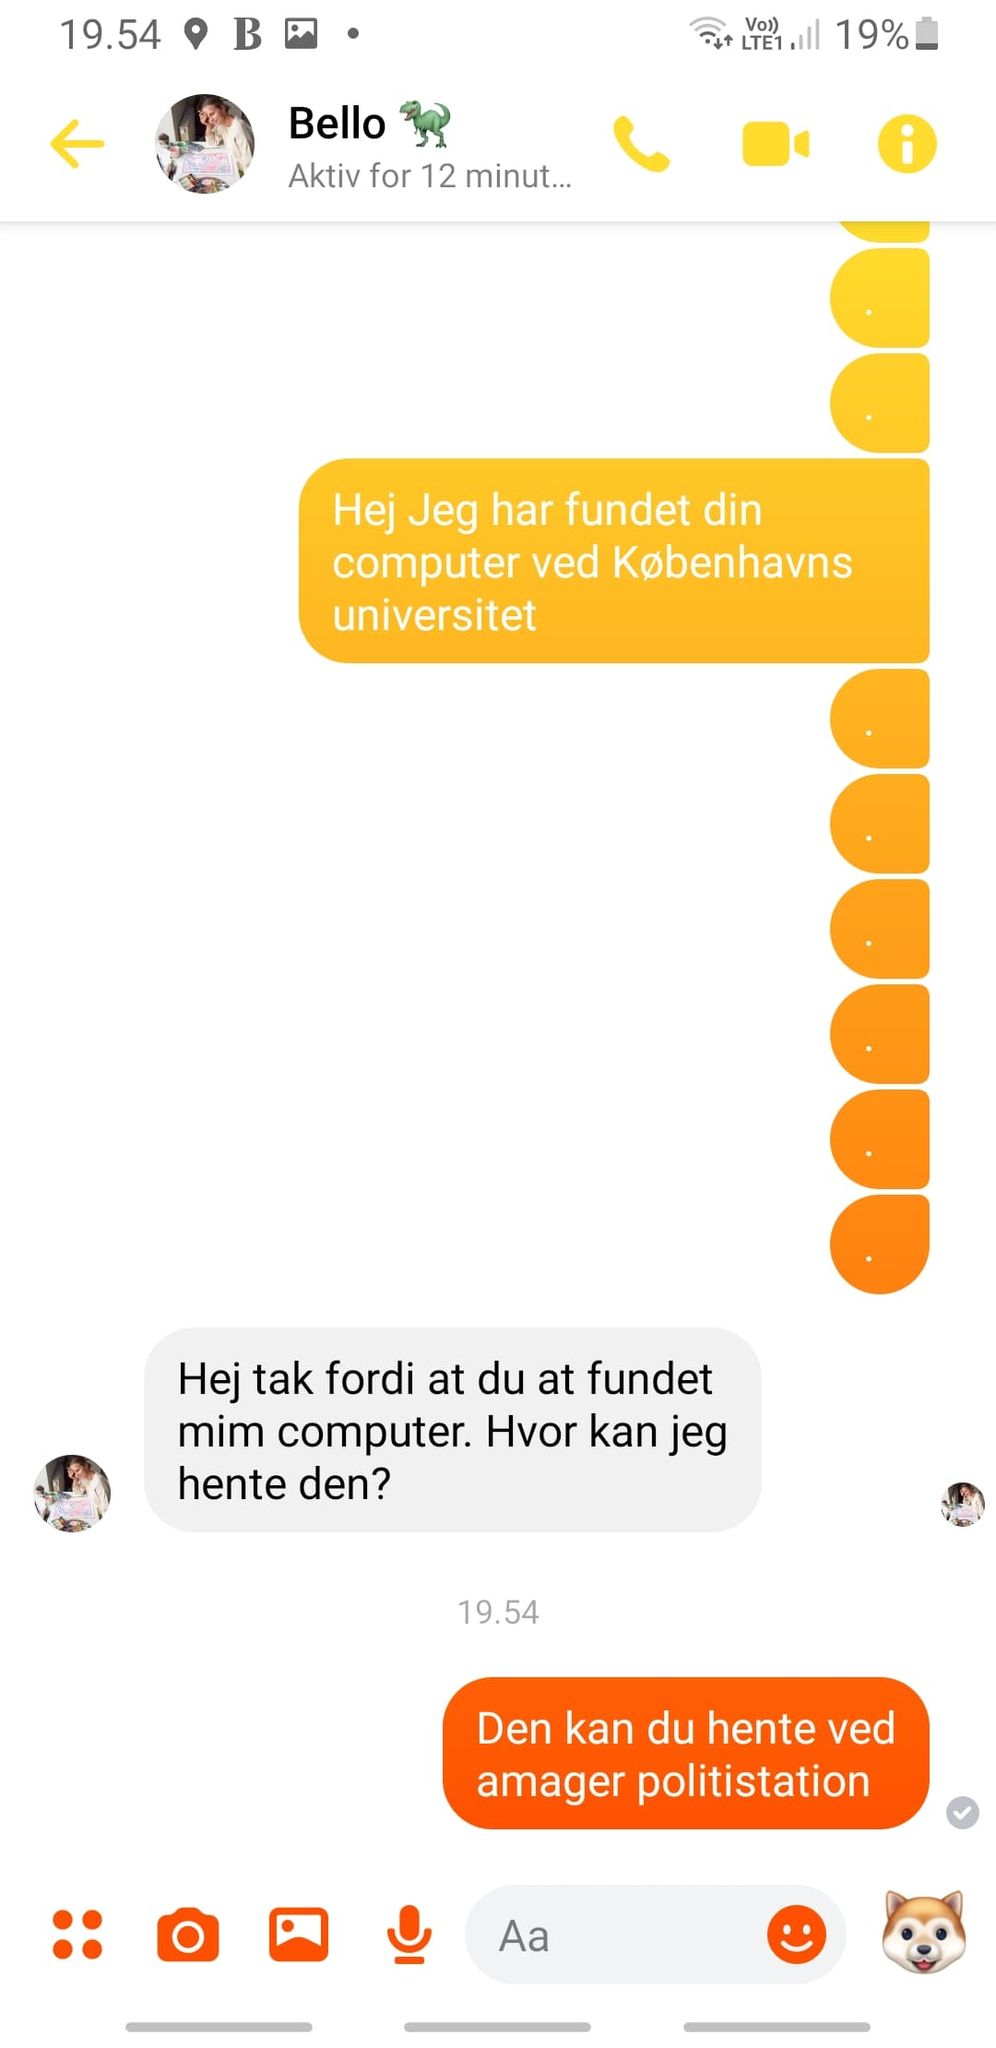 19.54 B Vo)) LTE1 19%
Bello
Aktiv for 12 minut...
.
.
Hej Jeg har fundet din
computer ved Københavns
universitet
.
.
.
.
.
.
Hej tak fordi at du at fundet
mim computer. Hvor kan jeg
hente den?
19.54
Den kan du hente ved
amager politistation
Aa